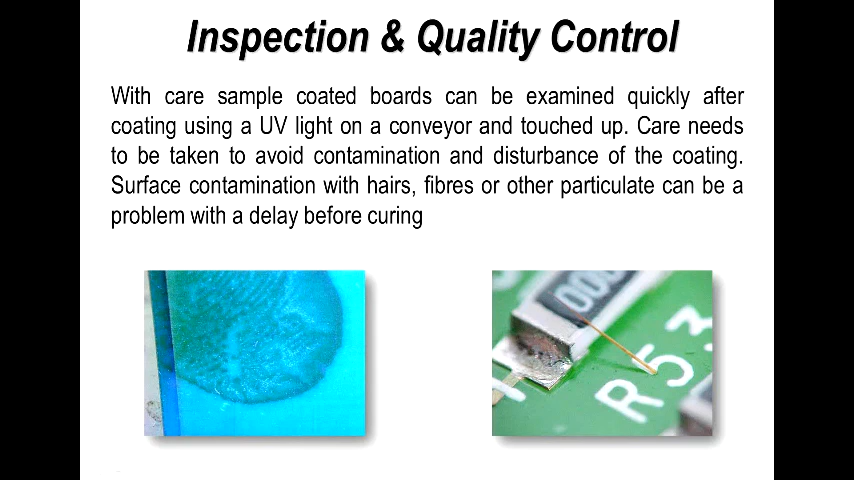 Inspection & Quality Control
With care sample coated boards can be examined quickly after
coating using a UV light on a conveyor and touched up. Care needs
to be taken to avoid contamination and disturbance of the coating.
Surface contamination with hairs, fibres or other particulate can be a
problem with a delay before curing
000
R53